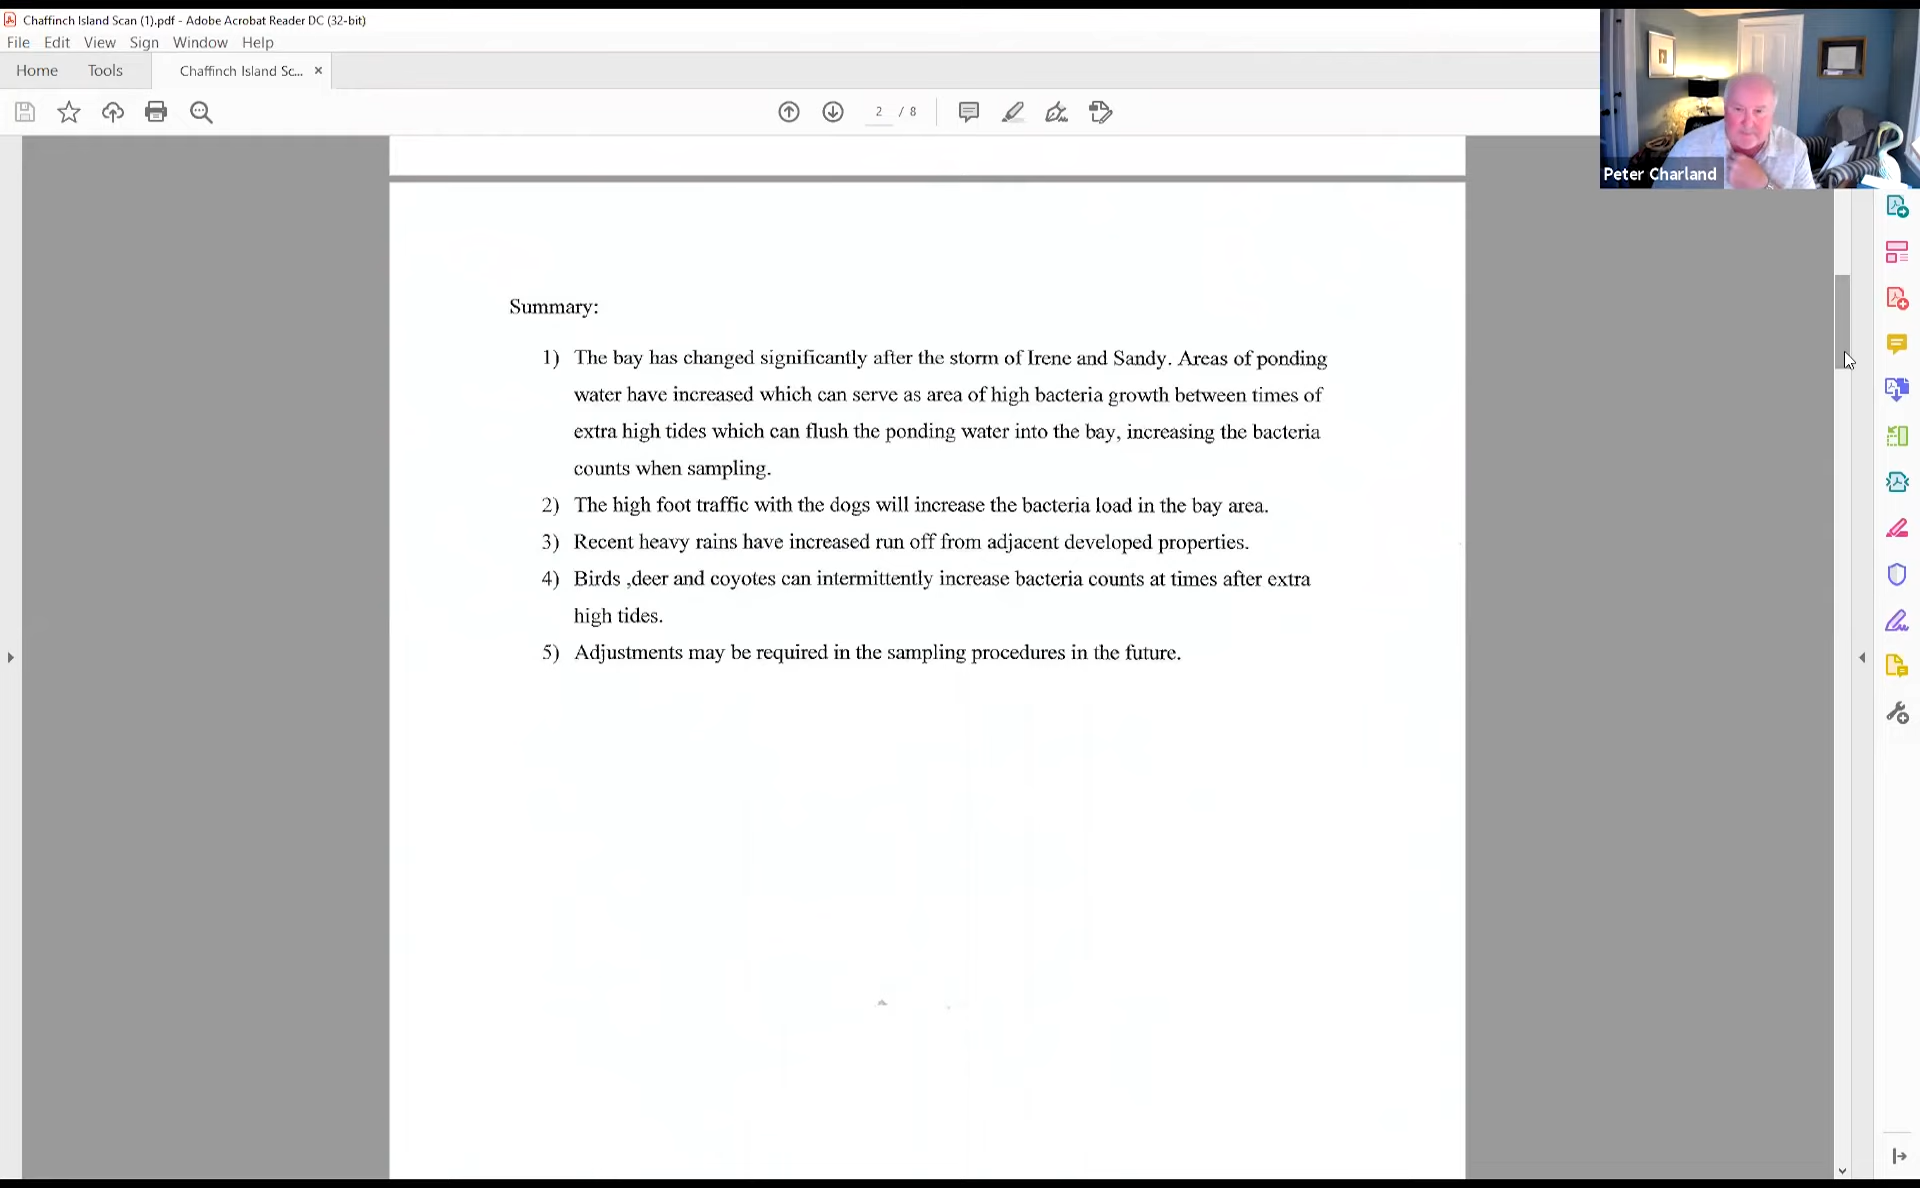 Chaffinch Island Scan (1).pdf - Adobe Acrobat Reader DC (32-bit)
File Edit View Sign Window Help
Home Tools Chaffinch Island Sc... ×
2 / 8
Peter Charland
Summary:
1) The bay has changed significantly after the storm of Irene and Sandy. Areas of ponding
water have increased which can serve as area of high bacteria growth between times of
extra high tides which can flush the ponding water into the bay, increasing the bacteria
counts when sampling.
2) The high foot traffic with the dogs will increase the bacteria load in the bay area.
3) Recent heavy rains have increased run off from adjacent developed properties.
4) Birds ,deer and coyotes can intermittently increase bacteria counts at times after extra
high tides.
5) Adjustments may be required in the sampling procedures in the future.